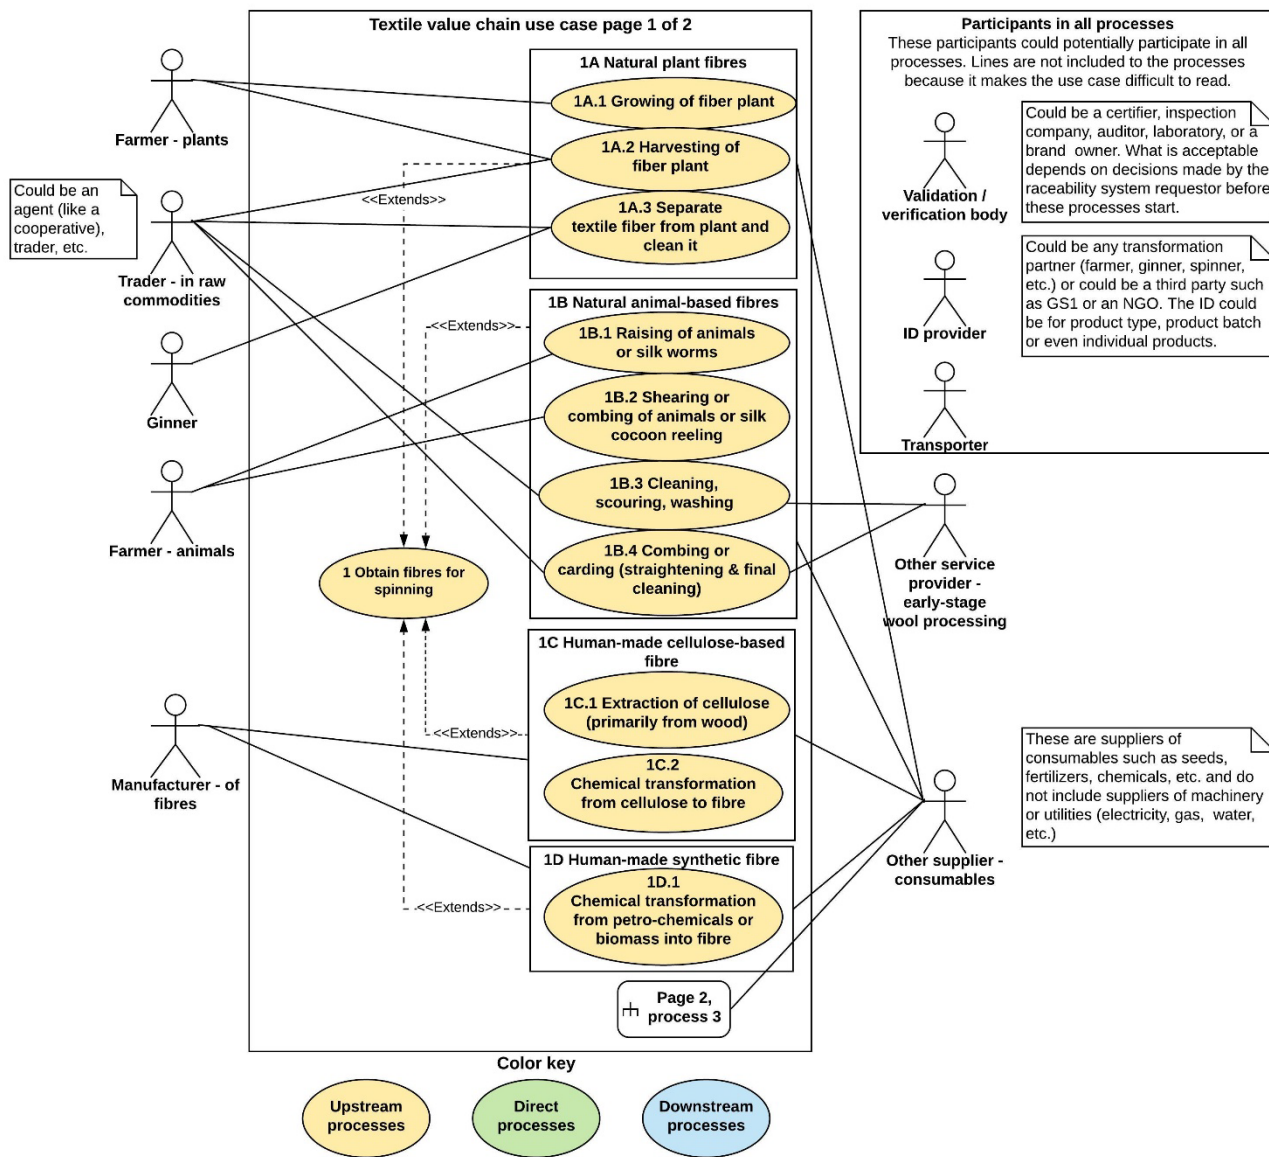 Textile value chain use case page 1 of 2
Farmer - plants
Could be an
agent (like a
cooperative),
trader, etc.
Trader - in raw
commodities
Ginner
Farmer - animals
Manufacturer - of
fibres
1A Natural plant fibres
1A.1 Growing of fiber plant
1A.2 Harvesting of
fiber plant
1A.3 Separate
textile fiber from plant and
clean it
<<Extends>>
1B Natural animal-based fibres
<<Extends>>
1B.1 Raising of animals
or silk worms
1B.2 Shearing or
combing of animals or silk
cocoon reeling
1B.3 Cleaning,
scouring, washing
1B.4 Combing or
carding (straightening & final
cleaning)
1 Obtain fibres for
spinning
1C Human-made cellulose-based
fibre
1C.1 Extraction of cellulose
(primarily from wood)
<<Extends>>
1C.2
Chemical transformation
from cellulose to fibre
1D Human-made synthetic fibre
1D.1
Chemical transformation
from petro-chemicals or
biomass into fibre
<<Extends>>
Page 2,
process 3
Participants in all processes
These participants could potentially participate in all
processes. Lines are not included to the processes
because it makes the use case difficult to read.
Validation /
verification body
Could be a certifier, inspection
company, auditor, laboratory, or a
brand owner. What is acceptable
depends on decisions made by the
raceability system requestor before
these processes start.
ID provider
Could be any transformation
partner (farmer, ginner, spinner,
etc.) or could be a third party such
as GS1 or an NGO. The ID could
be for product type, product batch
or even individual products.
Transporter
Other service
provider -
early-stage
wool processing
Other supplier -
consumables
These are suppliers of
consumables such as seeds,
fertilizers, chemicals, etc. and do
not include suppliers of machinery
or utilities (electricity, gas, water,
etc.)
Color key
Upstream
processes
Direct
processes
Downstream
processes